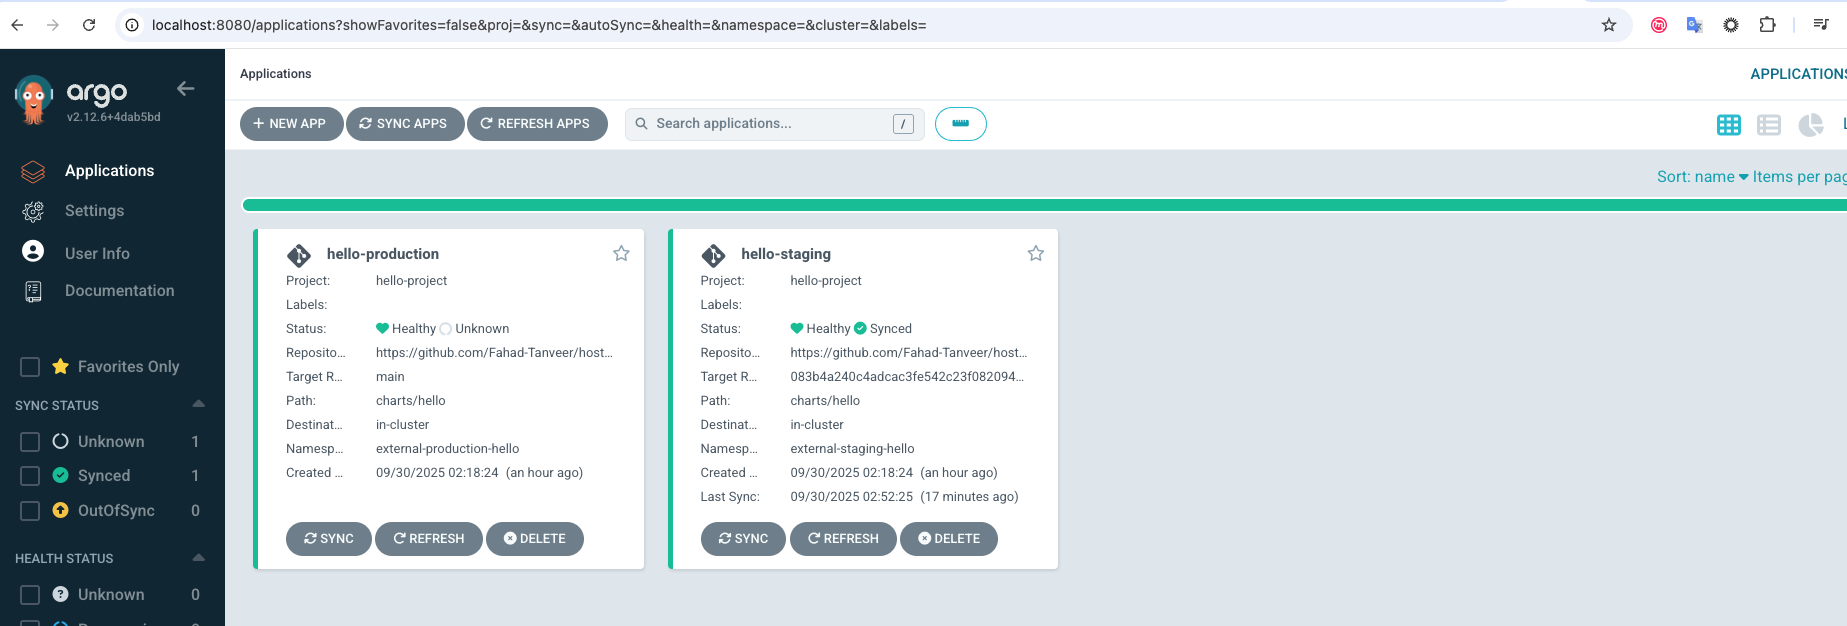 localhost:8080/applications?showFavorites=false&proj=&sync=&autoSync=&health=&namespace=&cluster=&labels=
argo
v2.12.6+4dab5bd
Applications
Settings
User Info
Documentation
Favorites Only
SYNC STATUS
Unknown 1
Synced 1
OutOfSync 0
HEALTH STATUS
Unknown 0
Applications
APPLICATIONS
NEW APP SYNC APPS REFRESH APPS Search applications... /
Sort: name Items per pag
hello-production
Project: hello-project
Labels:
Status: Healthy Unknown
Reposito... https://github.com/Fahad-Tanveer/host...
Target R... main
Path: charts/hello
Destinat... in-cluster
Namesp... external-production-hello
Created ... 09/30/2025 02:18:24 (an hour ago)
SYNC REFRESH DELETE
hello-staging
Project: hello-project
Labels:
Status: Healthy Synced
Reposito... https://github.com/Fahad-Tanveer/host...
Target R... 083b4a240c4adcac3fe542c23f082094...
Path: charts/hello
Destinat... in-cluster
Namesp... external-staging-hello
Created ... 09/30/2025 02:18:24 (an hour ago)
Last Sync: 09/30/2025 02:52:25 (17 minutes ago)
SYNC REFRESH DELETE